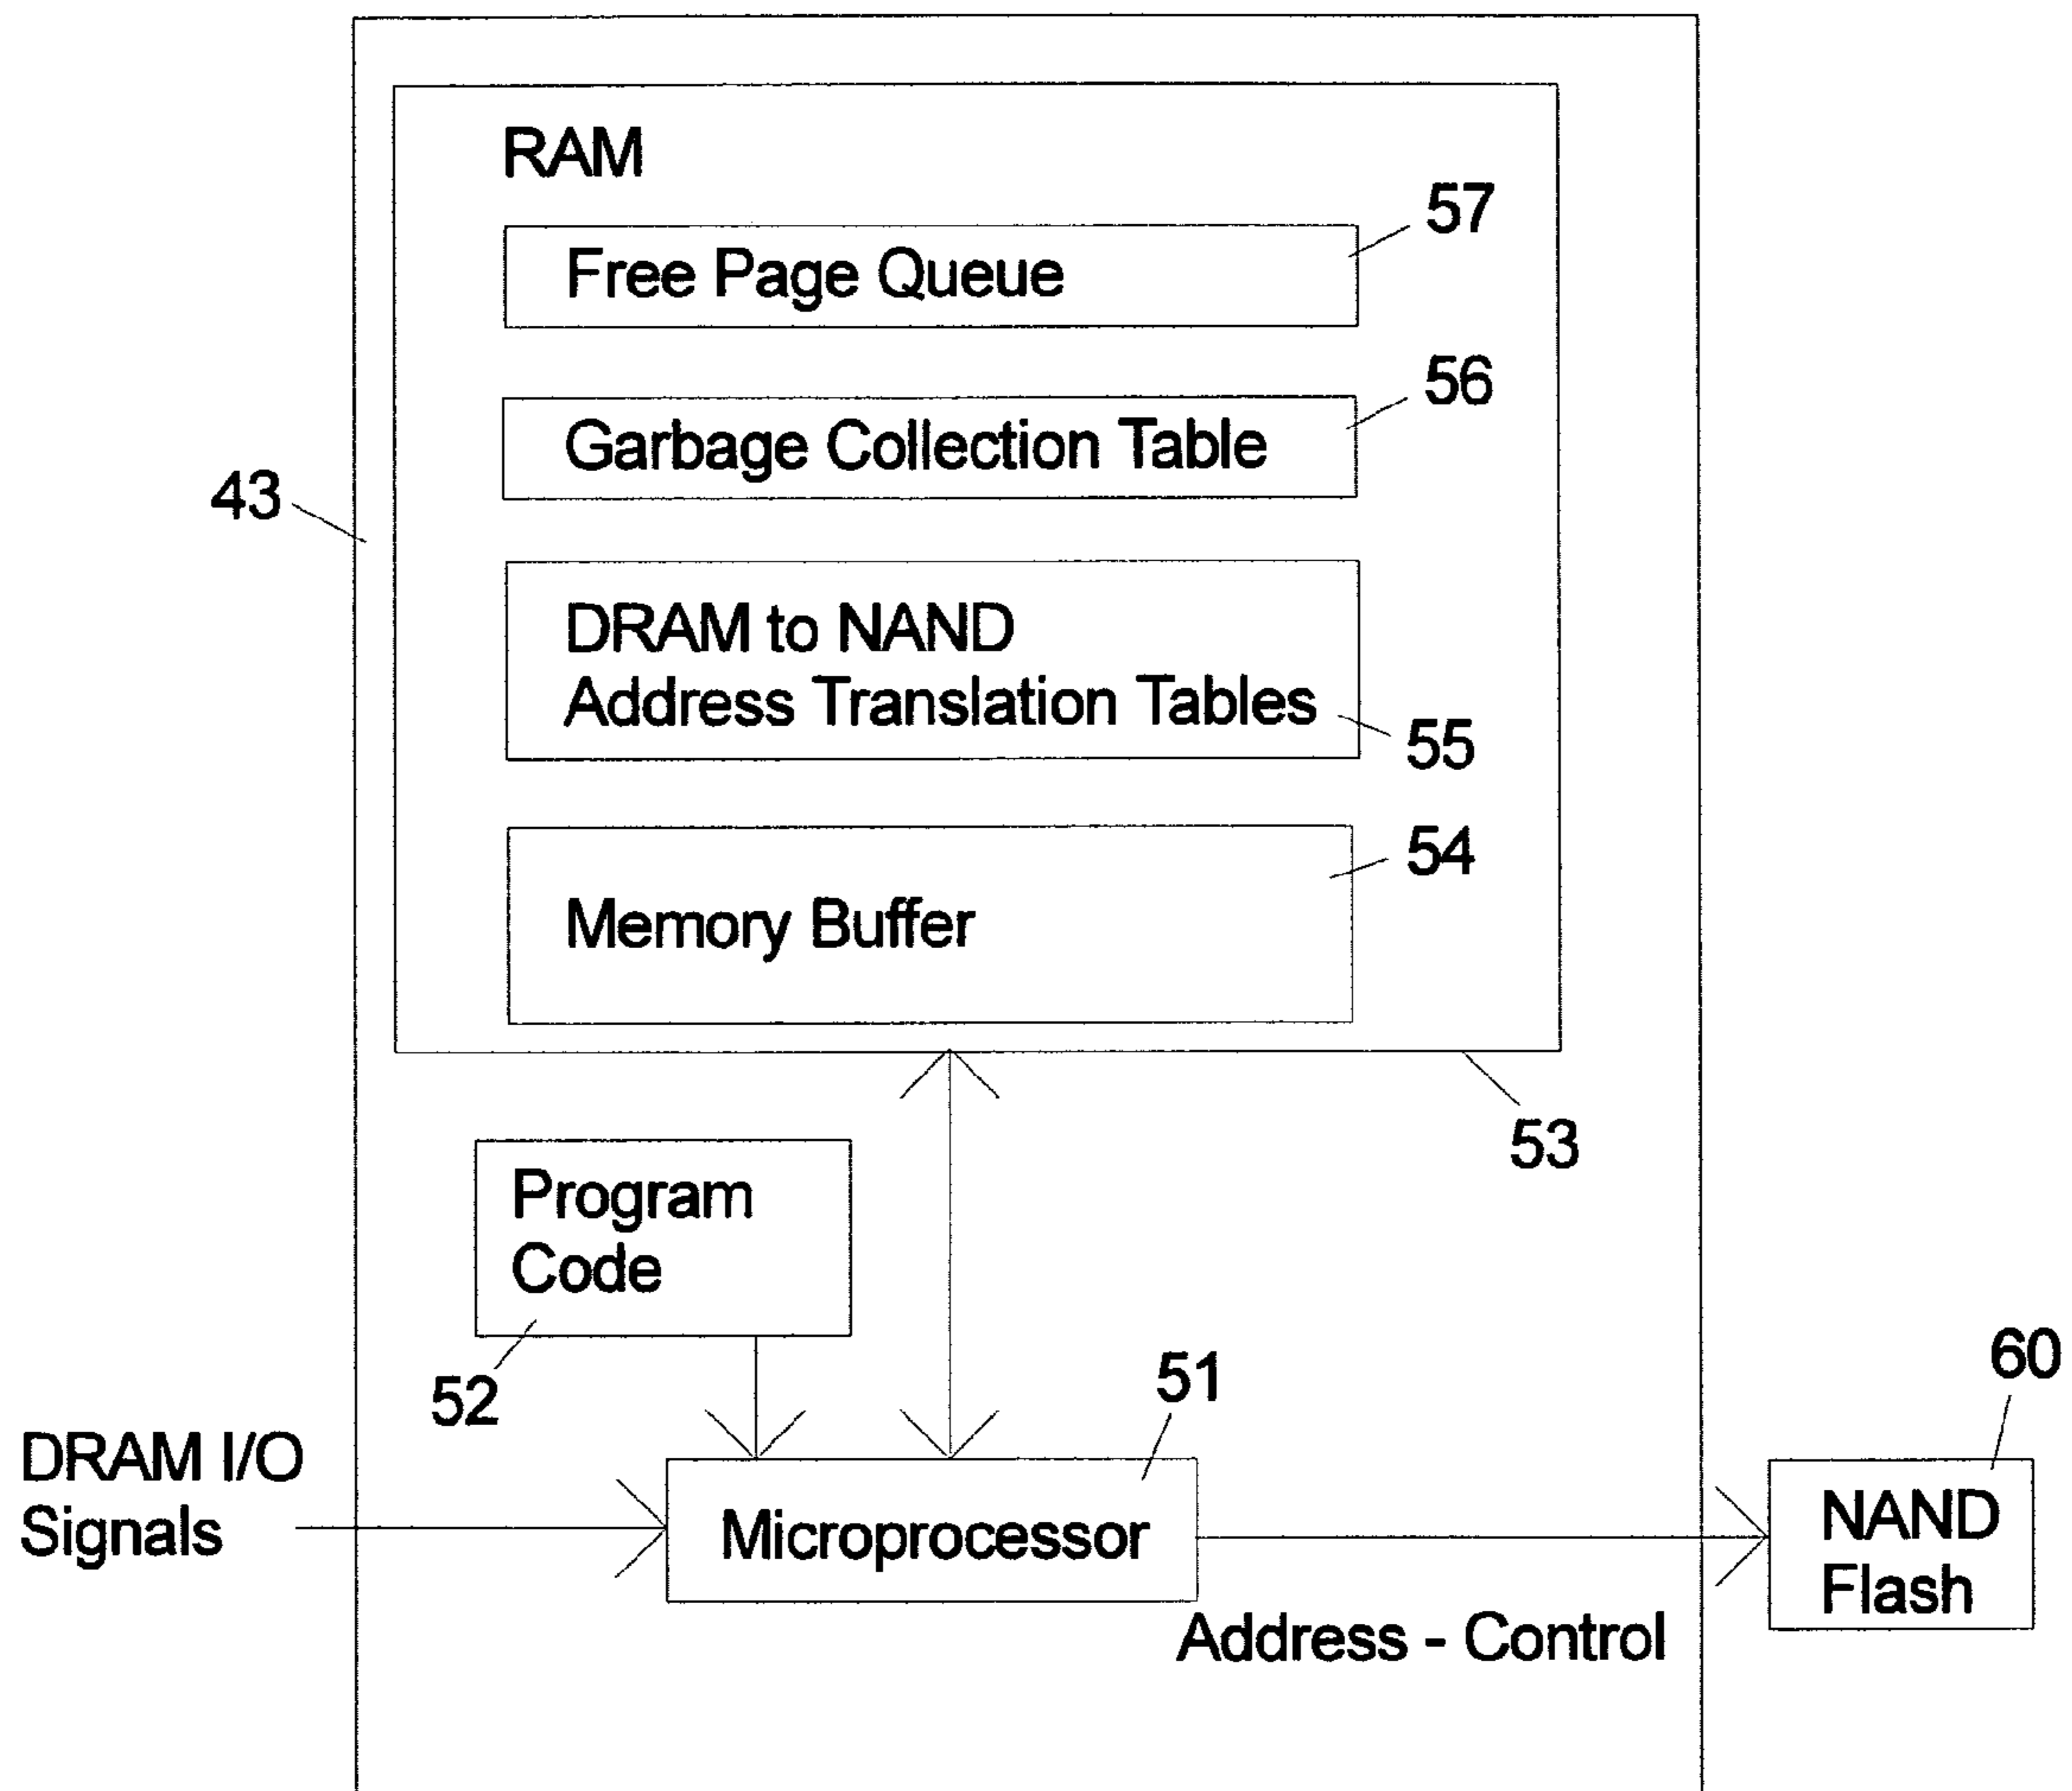 RAM
57
Free Page Queue
56
Garbage Collection Table
43
DRAM to NAND
Address Translation Tables
55
54
Memory Buffer
53
Program
Code
52
51
60
DRAM I/O
Signals
Microprocessor
NAND
Flash
Address - Control